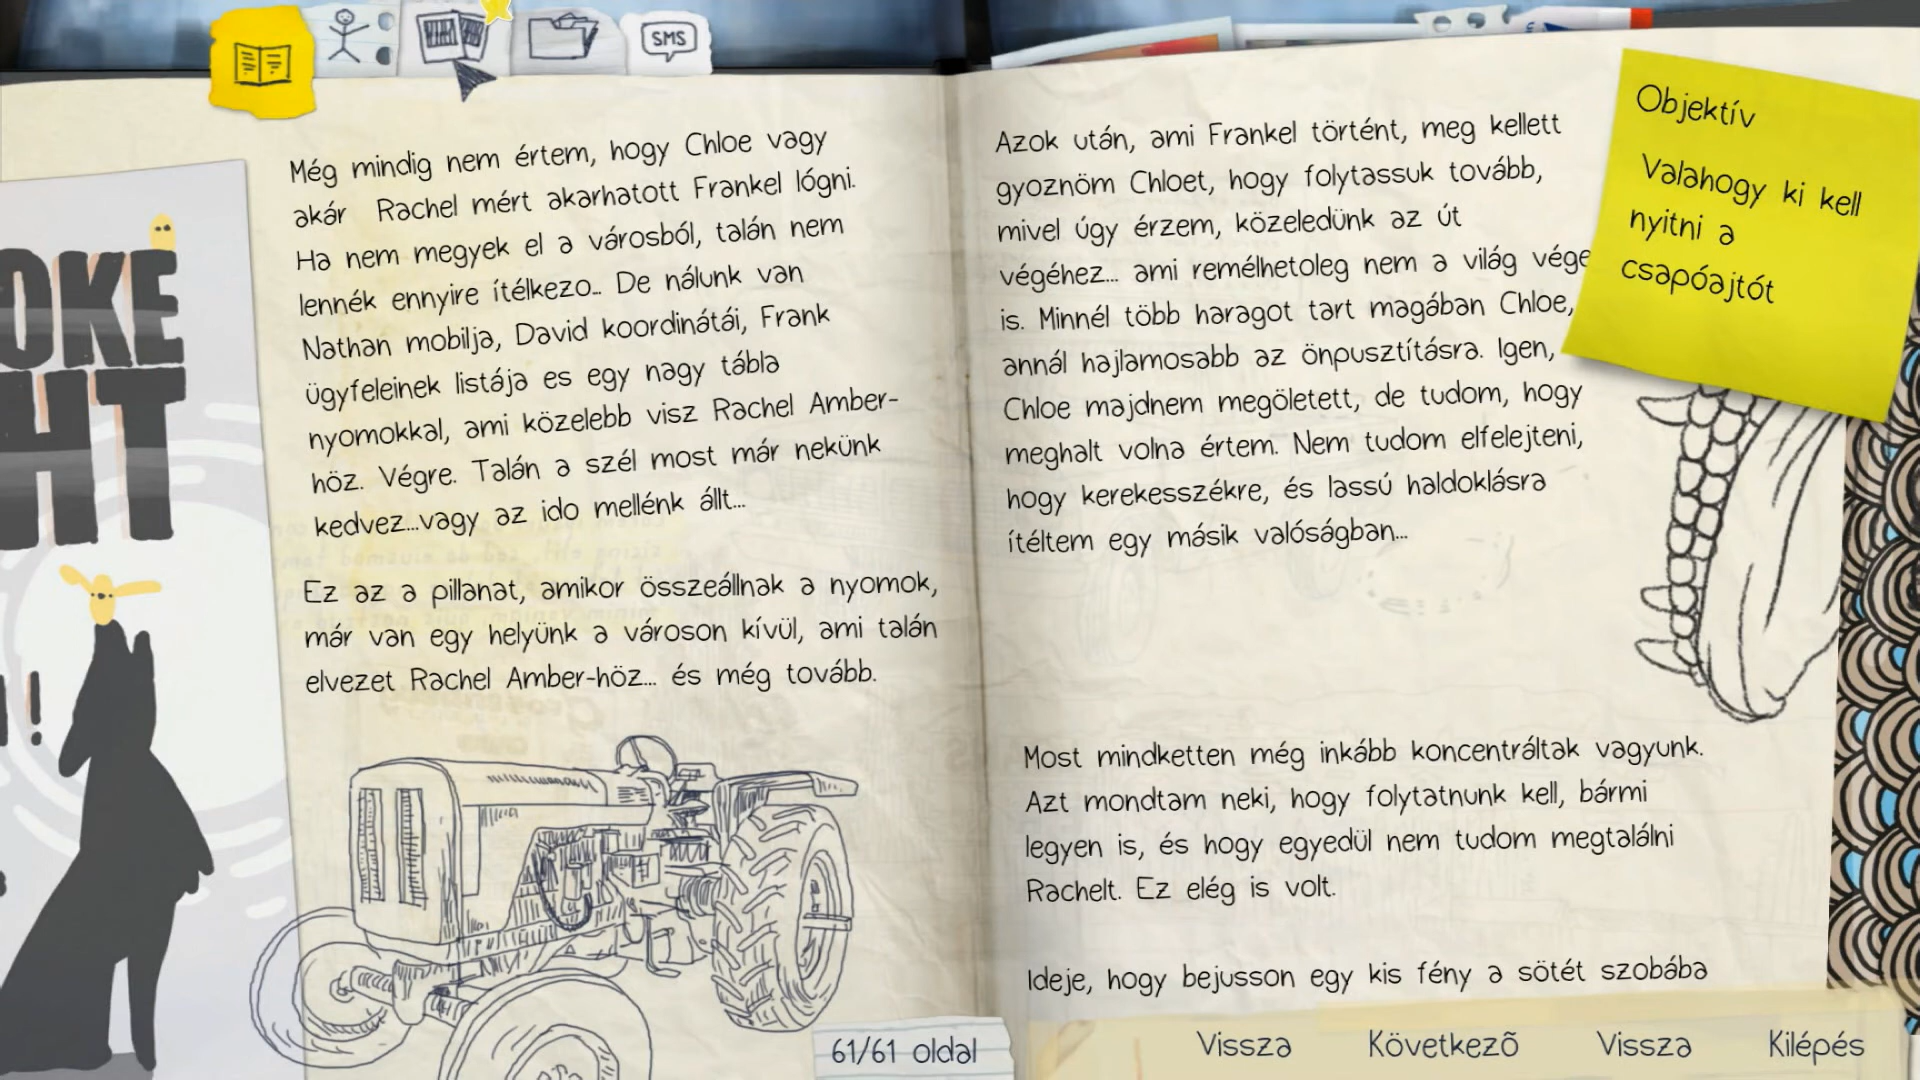 SMS
OKE
HT
!
Még mindig nem értem, hogy Chloe vagy
akár Rachel mért akarhatott Frankel lógni.
Ha nem megyek el a városból, talán nem
lennék ennyire ítélkezo... De nálunk van
Nathan mobilja, David koordinátái, Frank
ügyfeleinek listája es egy nagy tábla
nyomokkal, ami közelebb visz Rachel Amber-
höz. Végre. Talán a szél most már nekünk
kedvez...vagy az ido mellénk állt...
Ez az a pillanat, amikor összeállnak a nyomok,
már van egy helyünk a városon kívül, ami talán
elvezet Rachel Amber-höz... és még tovább.
61/61 oldal
Azok után, ami Frankel történt, meg kellett
gyoznöm Chloet, hogy folytassuk tovább,
mivel úgy érzem, közeledünk az út
végéhez... ami remélhetoleg nem a világ vége
is. Minnél több haragot tart magában Chloe,
annál hajlamosabb az önpusztításra. Igen,
Chloe majdnem megöletett, de tudom, hogy
meghalt volna értem. Nem tudom elfelejteni,
hogy kerekesszékre, és lassú haldoklásra
ítéltem egy másik valóságban...
Most mindketten még inkább koncentráltak vagyunk.
Azt mondtam neki, hogy folytatnunk kell, bármi
legyen is, és hogy egyedül nem tudom megtalálni
Rachelt. Ez elég is volt.
Ideje, hogy bejusson egy kis fény a sötét szobába
Objektív
Valahogy ki kell
nyitni a
csapóajtót
Vissza Következõ Vissza Kilépés